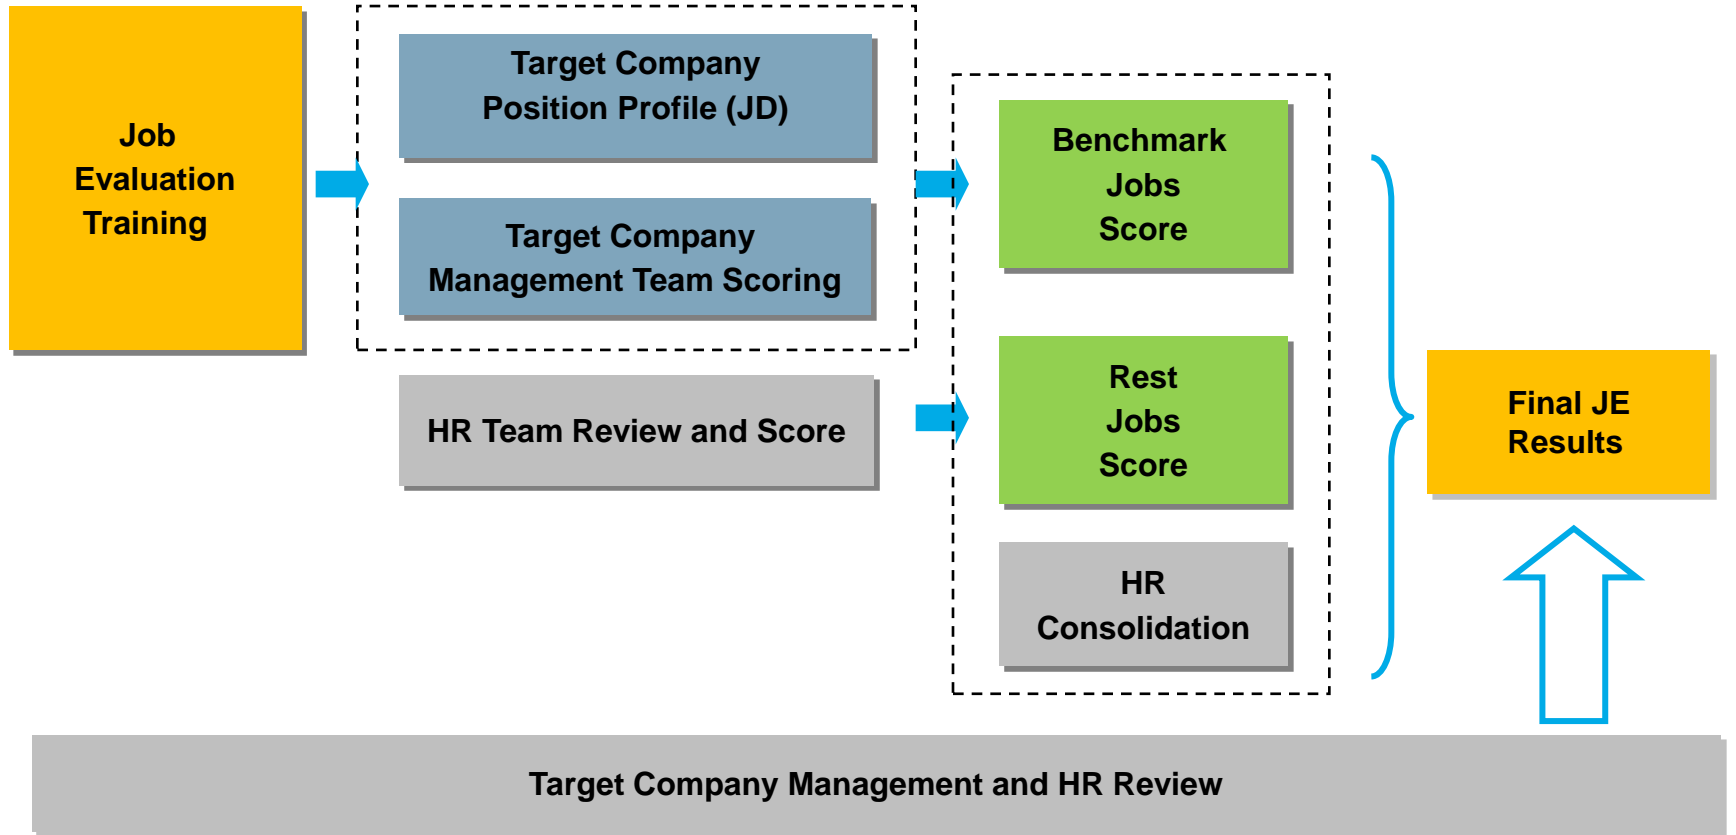 Job
Evaluation
Training
Target Company
Position Profile (JD)
Target Company
Management Team Scoring
HR Team Review and Score
Benchmark
Jobs
Score
Rest
Jobs
Score
HR
Consolidation
Final JE
Results
Target Company Management and HR Review